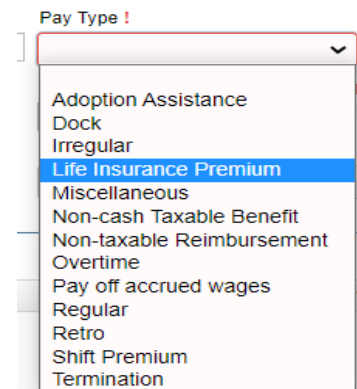 Pay Type !
Adoption Assistance
Dock
Irregular
Life Insurance Premium
Miscellaneous
Non-cash Taxable Benefit
Non-taxable Reimbursement
Overtime
Pay off accrued wages
Regular
Retro
Shift Premium
Termination